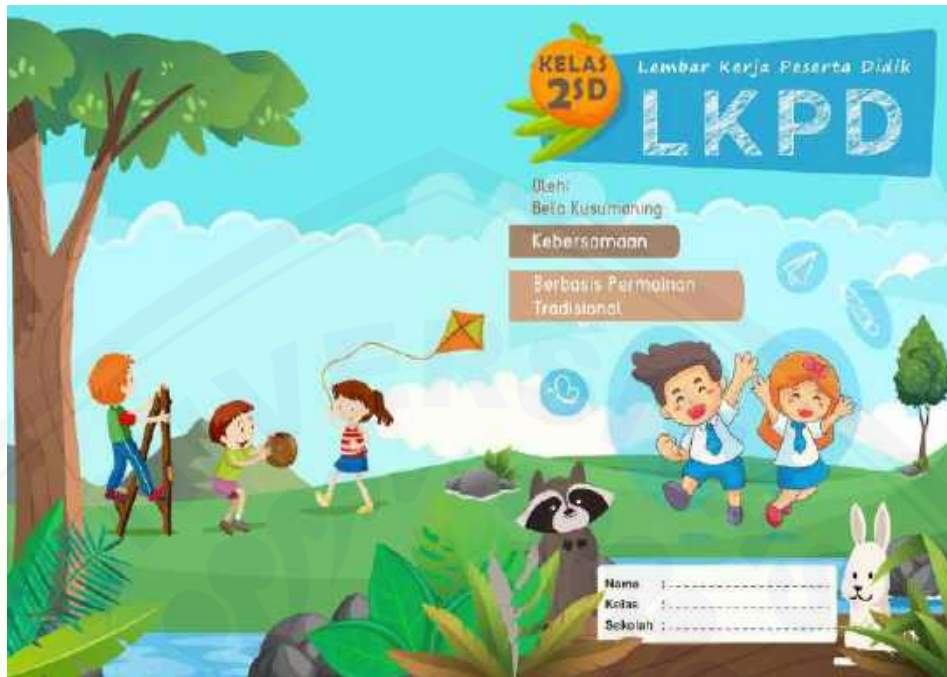 KELAS
2SD
Lembar Kerja Peserta Didik
LKPD
Oleh:
Bela Kusumaning
Kebersamaan
Berbasis Permainan
Tradisional
Nama : 
Kelas : 
Sekolah :